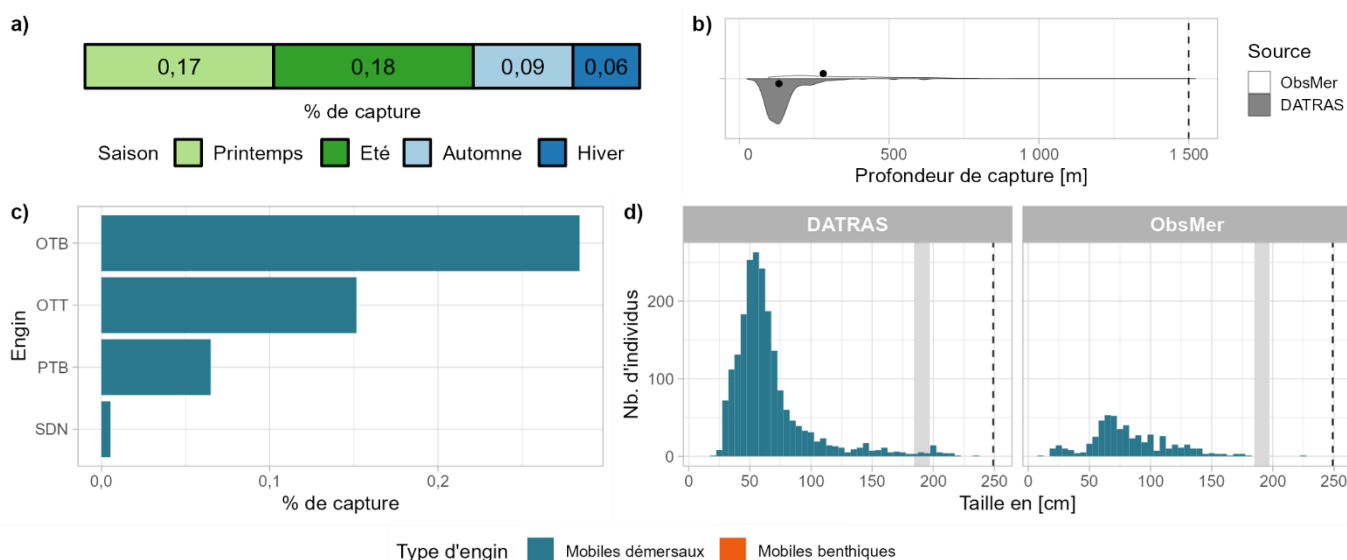 a)
0,17 0,18 0,09 0,06
% de capture
Saison Printemps Eté Automne Hiver
b)
0 500 1 000 1 500
Profondeur de capture [m]
Source
ObsMer
DATRAS
c)
Engin
OTB
OTT
PTB
SDN
0,0 0,1 0,2
% de capture
d)
DATRAS ObsMer
Nb. d'individus
200
100
0
0 50 100 150 200 250 0 50 100 150 200 250
Taille en [cm]
Type d'engin Mobiles démersaux Mobiles benthiques